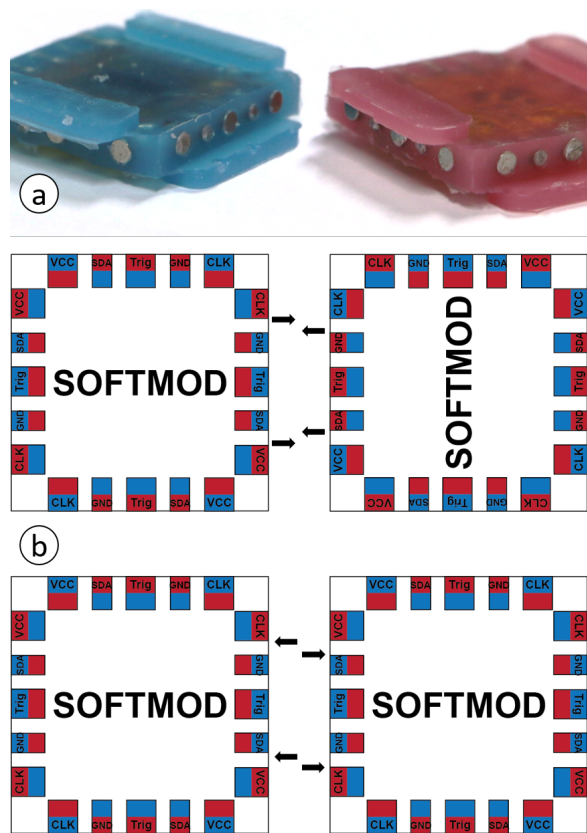 a
VCC SDA Trig GND CLK CLK GND Trig SDA VCC
VCC CLK CLK VCC
SDA GND GND SDA
Trig SOFTMOD Trig Trig SOFTMOD Trig
GND SDA SDA GND
CLK VCC VCC CLK
CLK GND Trig SDA VCC VCC SDA Trig GND CLK
b
VCC SDA Trig GND CLK VCC SDA Trig GND CLK
VCC CLK VCC CLK
SDA GND SDA GND
Trig SOFTMOD Trig Trig SOFTMOD Trig
GND SDA GND SDA
CLK VCC CLK VCC
CLK GND Trig SDA VCC CLK GND Trig SDA VCC